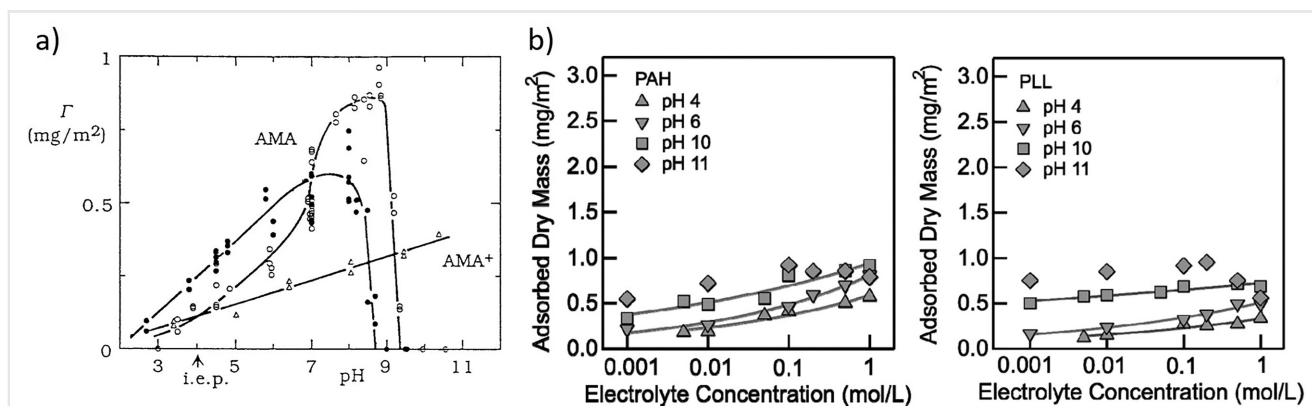 a)
1
Γ
(mg/m²)
0.5
0
AMA
AMA⁺
3
5
7
9
11
i.e.p.
pH
b)
Adsorbed Dry Mass (mg/m²)
3.0
2.5
2.0
1.5
1.0
0.5
0.0
PAH
pH 4
pH 6
pH 10
pH 11
0.001
0.01
0.1
1
Electrolyte Concentration (mol/L)
Adsorbed Dry Mass (mg/m²)
3.0
2.5
2.0
1.5
1.0
0.5
0.0
PLL
pH 4
pH 6
pH 10
pH 11
0.001
0.01
0.1
1
Electrolyte Concentration (mol/L)